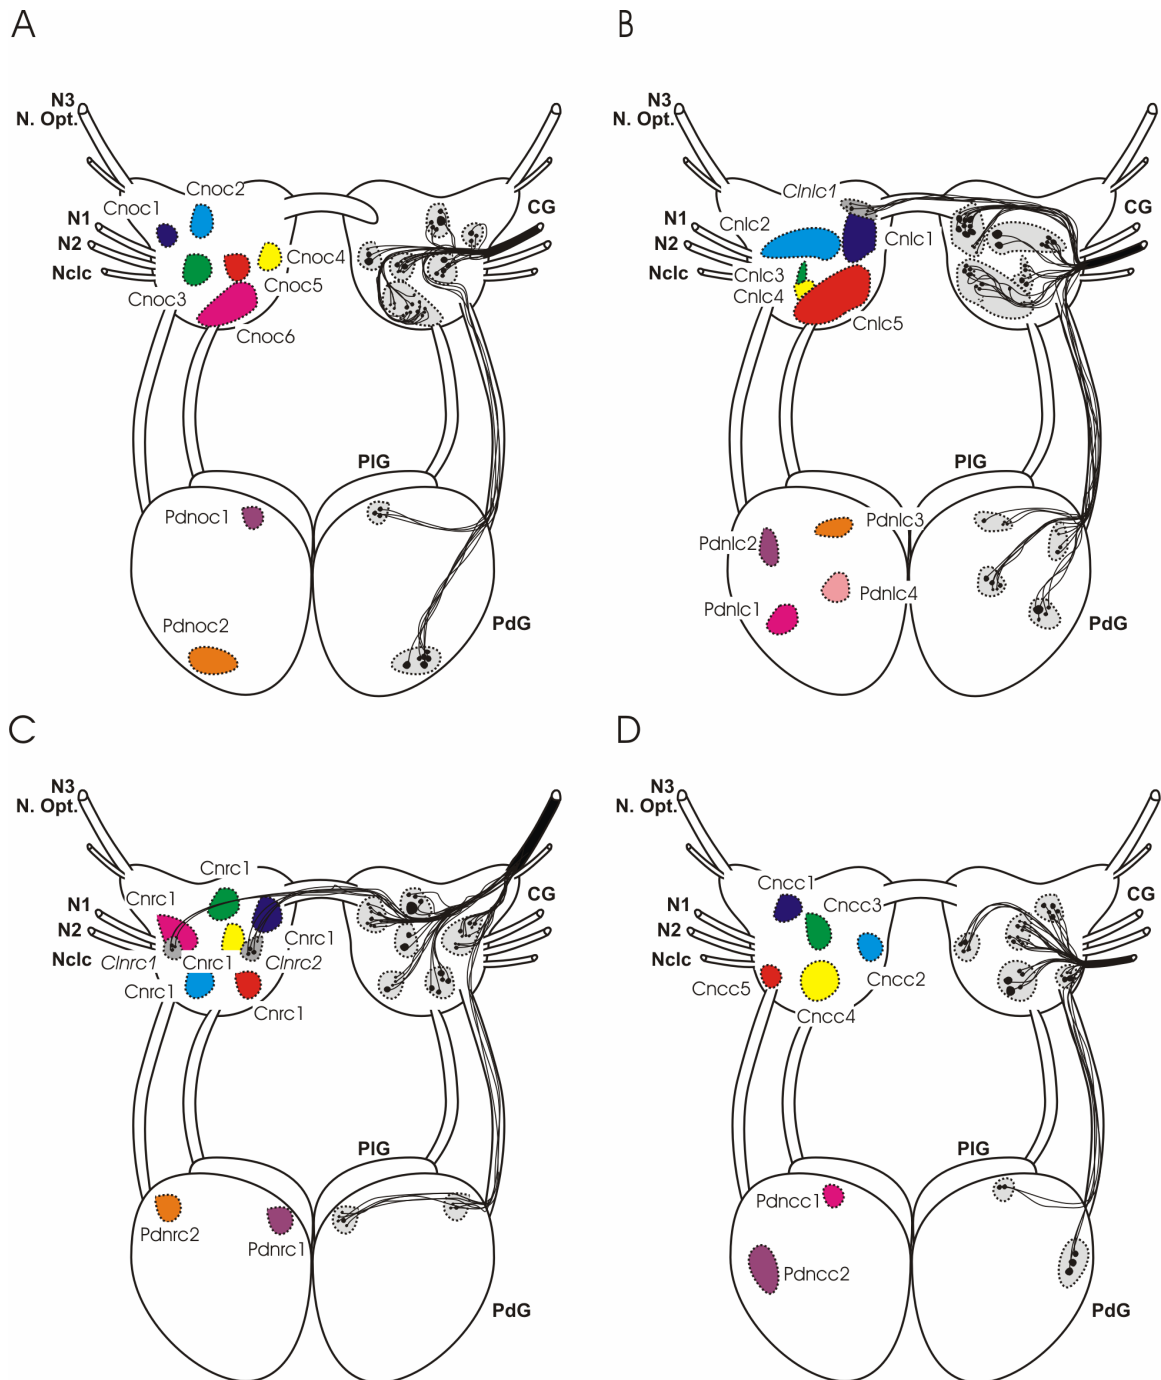 A
N3
N. Opt.
Cnoc2
Cnoc1
N1
N2
Nclc
CG
Cnoc4
Cnoc5
Cnoc3
Cnoc6
PlG
Pdnoc1
Pdnoc2
PdG
B
N3
N. Opt.
Clnlc1
N1
N2
Nclc
Cnlc2
CG
Cnlc1
Cnlc3
Cnlc4
Cnlc5
PlG
Pdnlc3
Pdnlc2
Pdnlc4
Pdnlc1
PdG
C
N3
N. Opt.
Cnrc1
Cnrc1
N1
N2
Nclc
CG
Cnrc1
Clnrc1
Cnrc1
Clnrc2
Cnrc1
Cnrc1
PlG
Pdnrc2
Pdnrc1
PdG
D
N3
N. Opt.
Cncc1
Cncc3
N1
N2
Nclc
CG
Cncc2
Cncc5
Cncc4
PlG
Pdncc1
Pdncc2
PdG